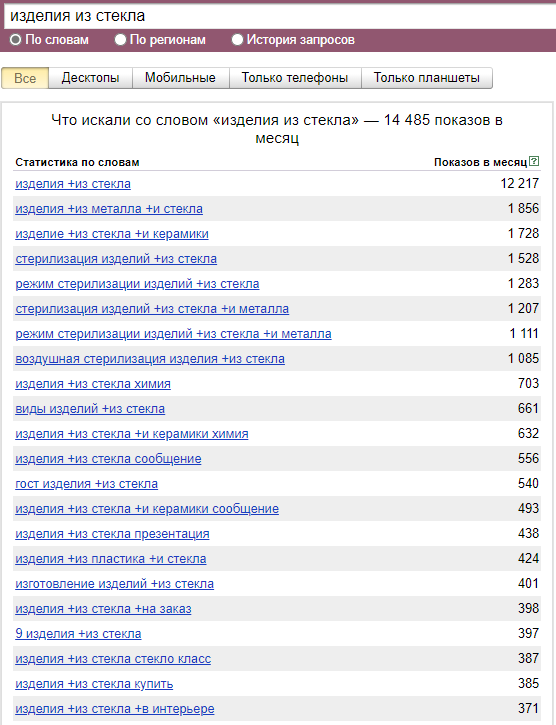 изделия из стекла
По словам По регионам История запросов
Все Десктопы Мобильные Только телефоны Только планшеты
Что искали со словом «изделия из стекла» — 14 485 показов в
месяц
Статистика по словам Показов в месяц ?
изделия +из стекла 12 217
изделия +из металла +и стекла 1 856
изделие +из стекла +и керамики 1 728
стерилизация изделий +из стекла 1 528
режим стерилизации изделий +из стекла 1 283
стерилизация изделий +из стекла +и металла 1 207
режим стерилизации изделий +из стекла +и металла 1 111
воздушная стерилизация изделия +из стекла 1 085
изделия +из стекла химия 703
виды изделий +из стекла 661
изделия +из стекла +и керамики химия 632
изделия +из стекла сообщение 556
гост изделия +из стекла 540
изделия +из стекла +и керамики сообщение 493
изделия +из стекла презентация 438
изделия +из пластика +и стекла 424
изготовление изделий +из стекла 401
изделия +из стекла +на заказ 398
9 изделия +из стекла 397
изделия +из стекла стекло класс 387
изделия +из стекла купить 385
изделия +из стекла +в интерьере 371